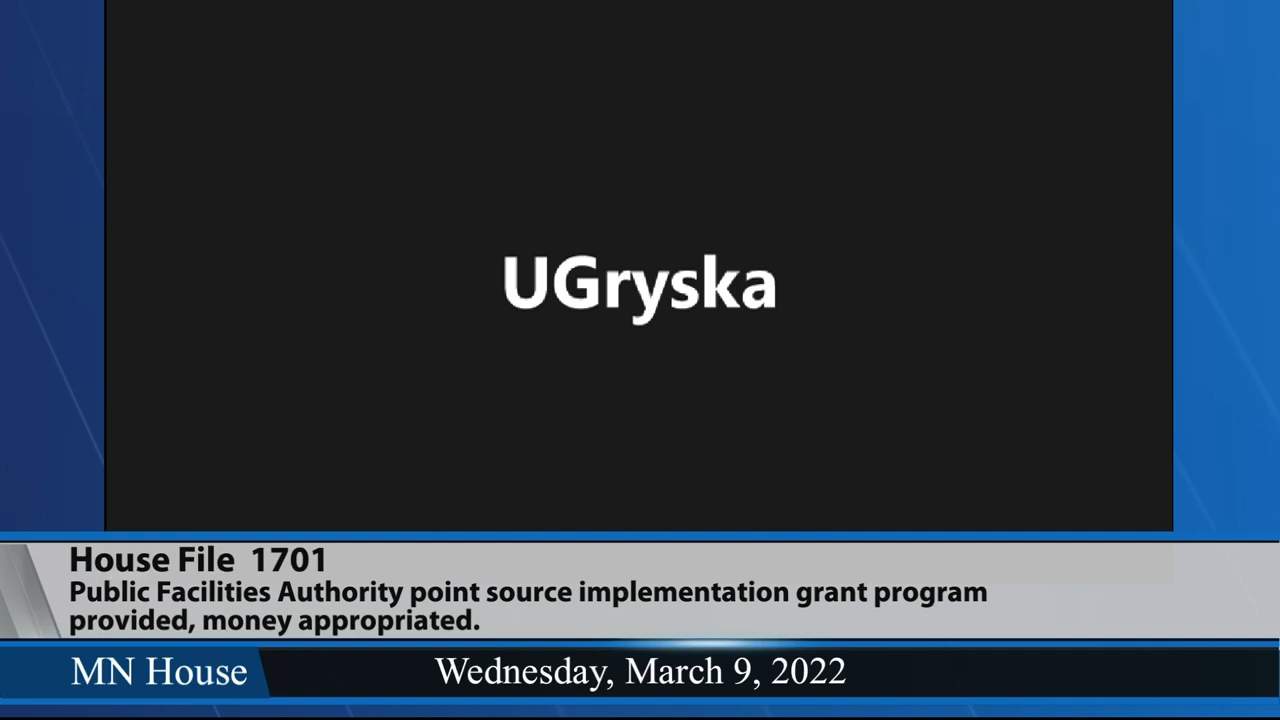 UGryska
House File 1701
Public Facilities Authority point source implementation grant program
provided, money appropriated.
MN House
Wednesday, March 9, 2022